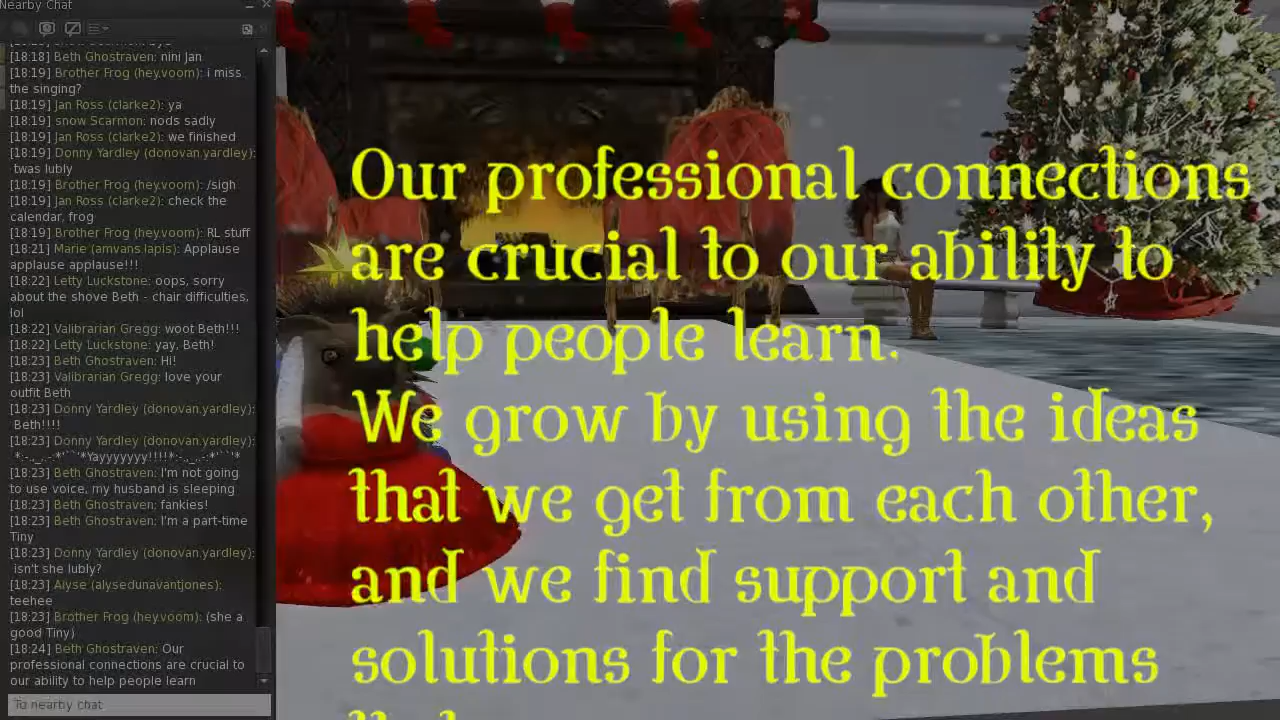 Nearby Chat
[18:18] Beth Ghostraven: nini Jan
[18:19] Brother Frog (hey.voom): i miss
the singing?
[18:19] Jan Ross (clarke2): ya
[18:19] snow Scarmon: nods sadly
[18:19] Jan Ross (clarke2): we finished
[18:19] Donny Yardley (donovan.yardley):
twas lubly
[18:19] Brother Frog (hey.voom): /sigh
[18:19] Jan Ross (clarke2): check the
calendar, frog
[18:19] Brother Frog (hey.voom): RL stuff
[18:21] Marie (amvans.lapis): Applause
applause applause!!!
[18:22] Letty Luckstone: oops, sorry
about the shove Beth - chair difficulties,
lol
[18:22] Valibrarian Gregg: woot Beth!!!
[18:22] Letty Luckstone: yay, Beth!
[18:23] Beth Ghostraven: Hi!
[18:23] Valibrarian Gregg: love your
outfit Beth
[18:23] Donny Yardley (donovan.yardley):
Beth!!!!
[18:23] Donny Yardley (donovan.yardley):
*:-.,_,.-:*'``'*Yayyyyyyy!!!!*:-.,_,.-:*'``'*
[18:23] Beth Ghostraven: I'm not going
to use voice, my husband is sleeping
[18:23] Beth Ghostraven: fankies!
[18:23] Beth Ghostraven: I'm a part-time
Tiny
[18:23] Donny Yardley (donovan.yardley):
isn't she lubly?
[18:23] Alyse (alysedunavantjones):
teehee
[18:23] Brother Frog (hey.voom): (she a
good Tiny)
[18:24] Beth Ghostraven: Our
professional connections are crucial to
our ability to help people learn
To nearby chat
Our professional connections
are crucial to our ability to
help people learn.
We grow by using the ideas
that we get from each other,
and we find support and
solutions for the problems